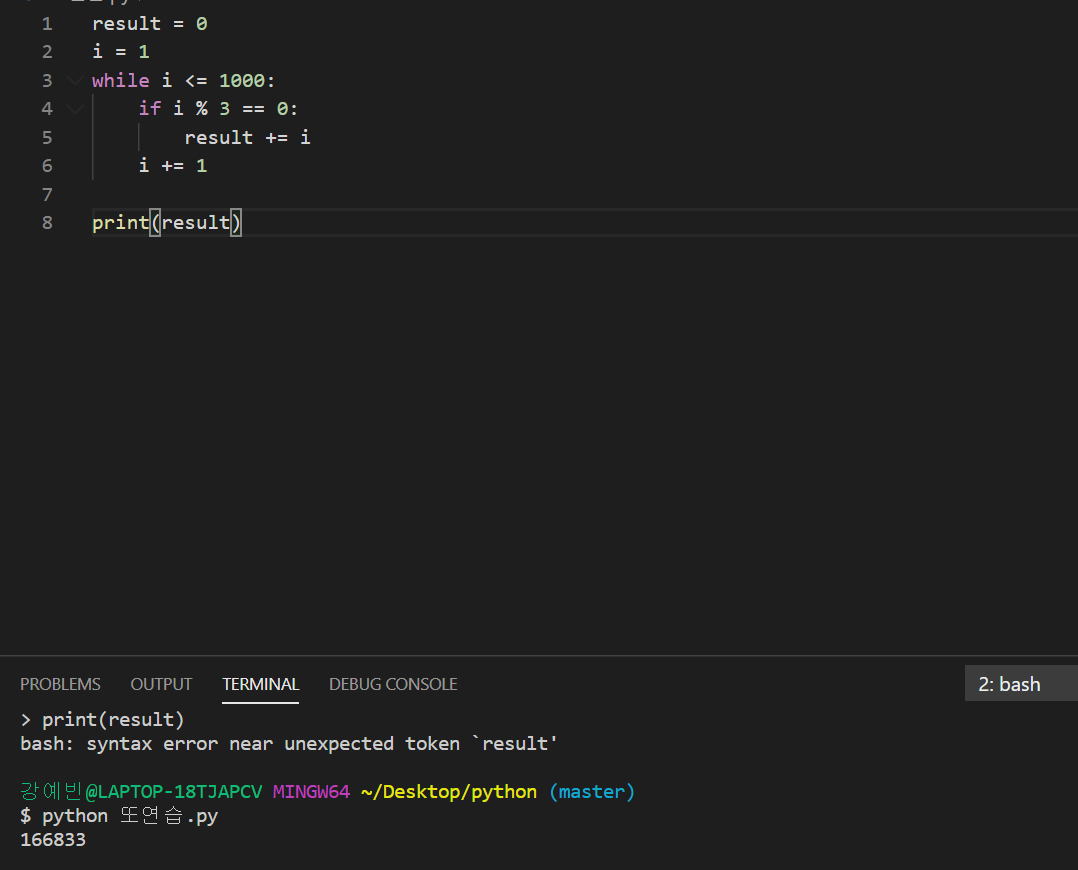 1 result = 0
2 i = 1
3 while i <= 1000:
4     if i % 3 == 0:
5         result += i
6     i += 1
7
8 print(result)
PROBLEMS OUTPUT TERMINAL DEBUG CONSOLE 2: bash
> print(result)
bash: syntax error near unexpected token `result'
강예빈@LAPTOP-18TJAPCV MINGW64 ~/Desktop/python (master)
$ python 또연습.py
166833